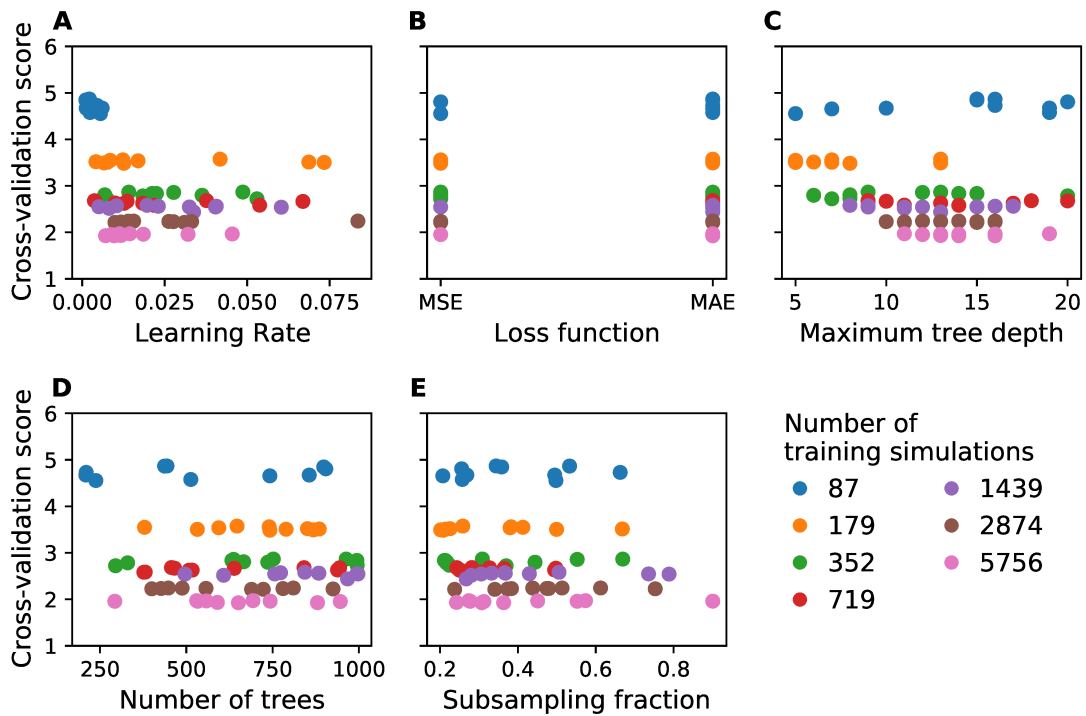 A
B
C
Cross-validation score
6
5
4
3
2
1
0.000
0.025
0.050
0.075
Learning Rate
MSE
MAE
Loss function
5
10
15
20
Maximum tree depth
D
E
Cross-validation score
6
5
4
3
2
1
250
500
750
1000
Number of trees
0.2
0.4
0.6
0.8
Subsampling fraction
Number of
training simulations
87
179
352
719
1439
2874
5756